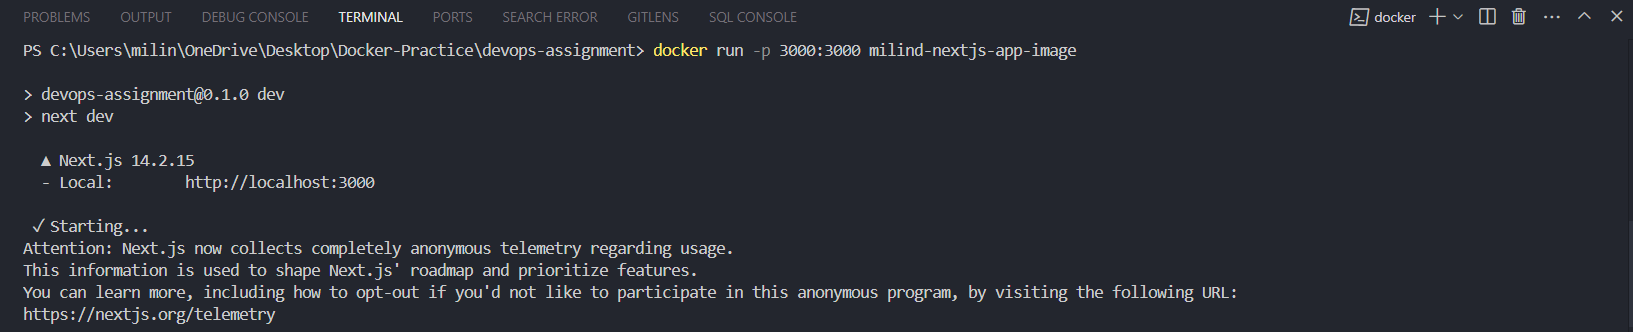 PROBLEMS OUTPUT DEBUG CONSOLE TERMINAL PORTS SEARCH ERROR GITLENS SQL CONSOLE docker
PS C:\Users\milin\OneDrive\Desktop\Docker-Practice\devops-assignment> docker run -p 3000:3000 milind-nextjs-app-image
> devops-assignment@0.1.0 dev
> next dev
▲ Next.js 14.2.15
- Local: http://localhost:3000
✓ Starting...
Attention: Next.js now collects completely anonymous telemetry regarding usage.
This information is used to shape Next.js' roadmap and prioritize features.
You can learn more, including how to opt-out if you'd not like to participate in this anonymous program, by visiting the following URL:
https://nextjs.org/telemetry